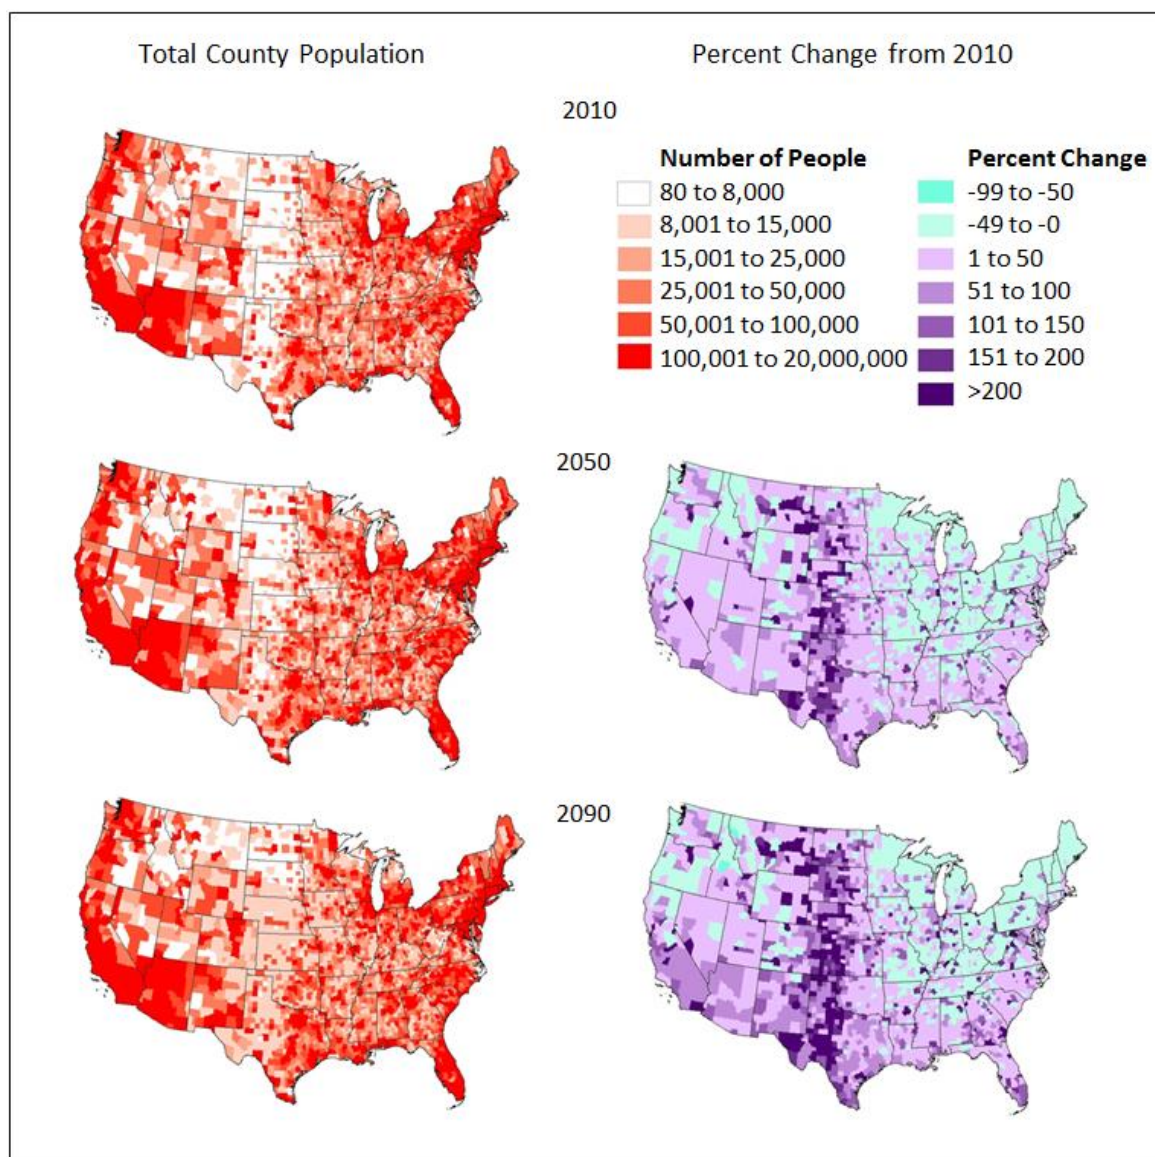 Total County Population
Percent Change from 2010
2010
Number of People
80 to 8,000
8,001 to 15,000
15,001 to 25,000
25,001 to 50,000
50,001 to 100,000
100,001 to 20,000,000
Percent Change
-99 to -50
-49 to -0
1 to 50
51 to 100
101 to 150
151 to 200
>200
2050
2090